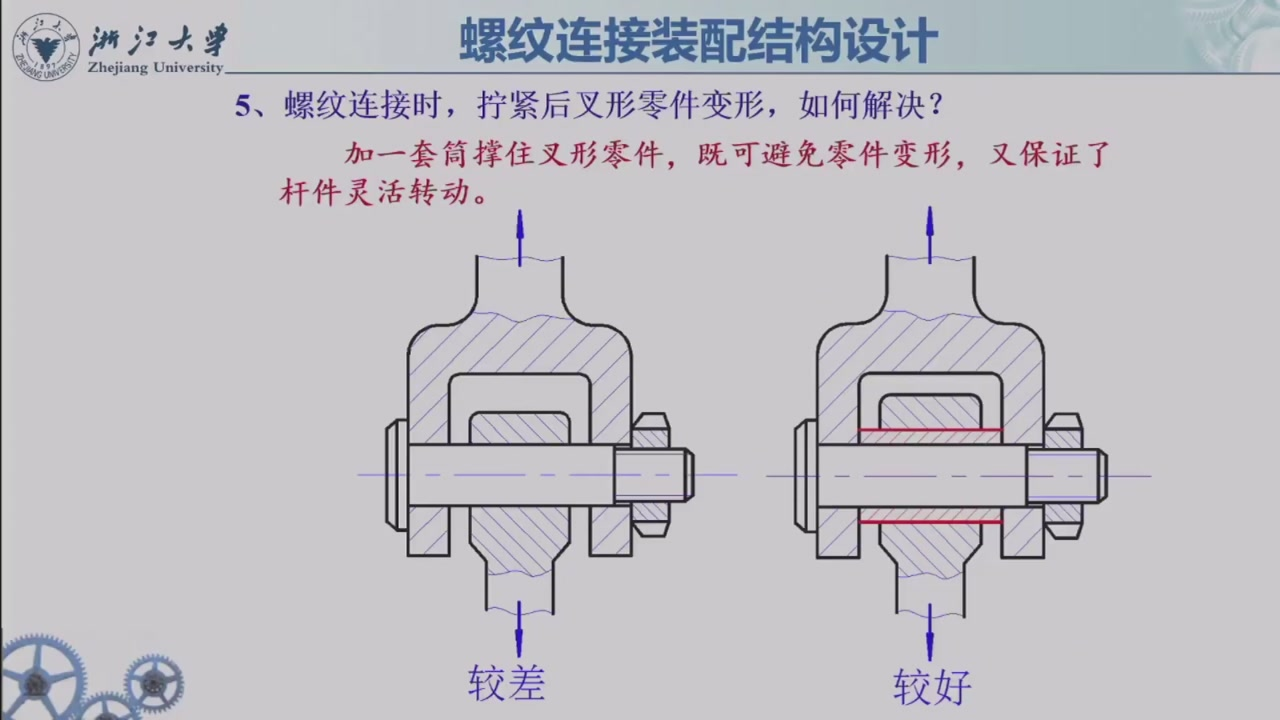 浙江大学
Zhejiang University
ZHEJIANG UNIVERSITY
1897
螺纹连接装配结构设计
5、螺纹连接时，拧紧后叉形零件变形，如何解决？
加一套筒撑住叉形零件，既可避免零件变形，又保证了
杆件灵活转动。
较差
较好